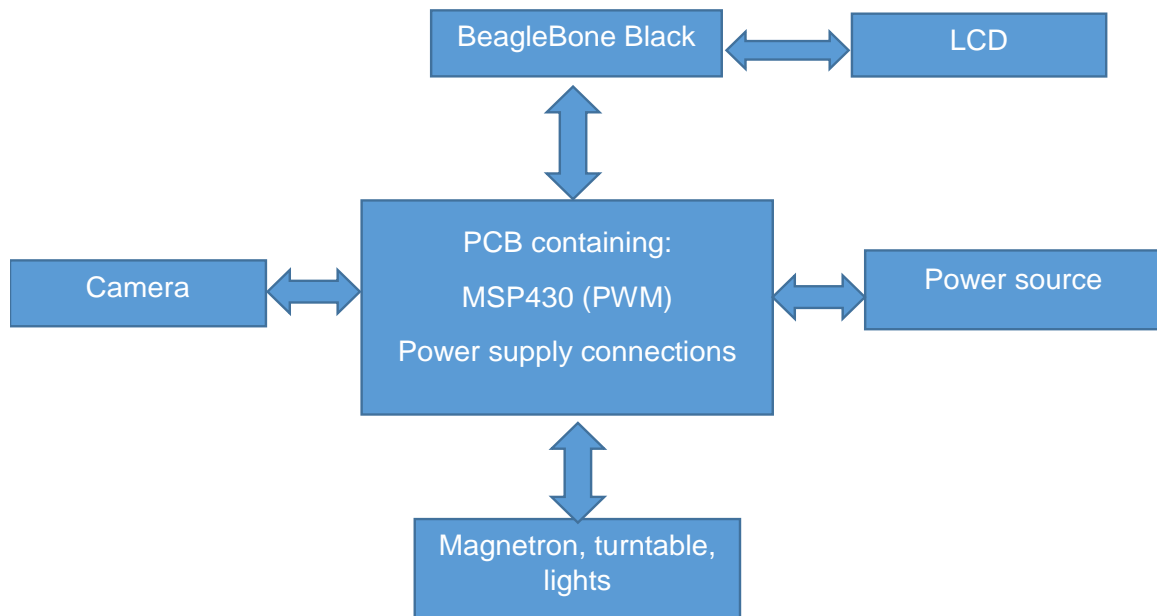 BeagleBone Black
LCD
PCB containing:
MSP430 (PWM)
Power supply connections
Camera
Power source
Magnetron, turntable,
lights